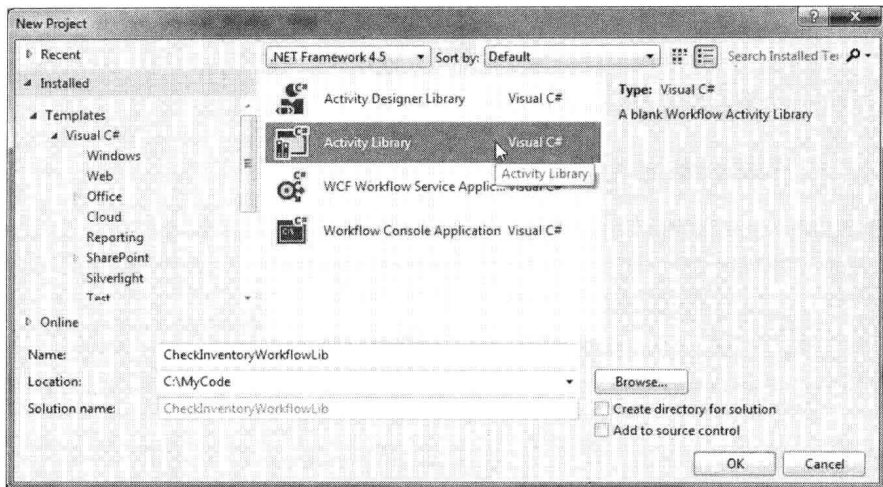 New Project
Recent
.NET Framework 4.5 Sort by: Default Search Installed Te
Installed
Templates
Visual C#
Windows
Web
Office
Cloud
Reporting
SharePoint
Silverlight
Test
Online
Activity Designer Library Visual C#
Activity Library Visual C#
Activity Library
WCF Workflow Service Applic... Visual C#
Workflow Console Application Visual C#
Type: Visual C#
A blank Workflow Activity Library
Name: CheckInventoryWorkflowLib
Location: C:\MyCode Browse...
Solution name: CheckInventoryWorkflowLib Create directory for solution
Add to source control
OK Cancel